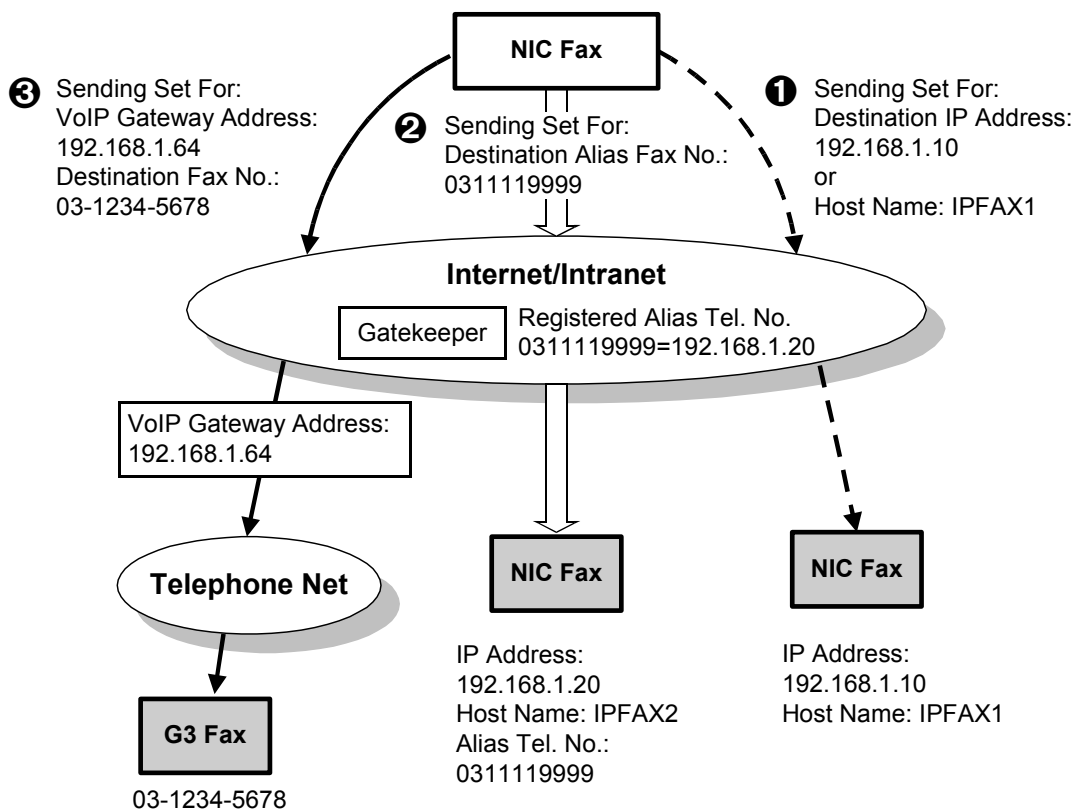 NIC Fax
❸ Sending Set For:
VoIP Gateway Address:
192.168.1.64
Destination Fax No.:
03-1234-5678
❷ Sending Set For:
Destination Alias Fax No.:
0311119999
❶ Sending Set For:
Destination IP Address:
192.168.1.10
or
Host Name: IPFAX1
Internet/Intranet
Gatekeeper
Registered Alias Tel. No.
0311119999=192.168.1.20
VoIP Gateway Address:
192.168.1.64
Telephone Net
G3 Fax
03-1234-5678
NIC Fax
IP Address:
192.168.1.20
Host Name: IPFAX2
Alias Tel. No.:
0311119999
NIC Fax
IP Address:
192.168.1.10
Host Name: IPFAX1